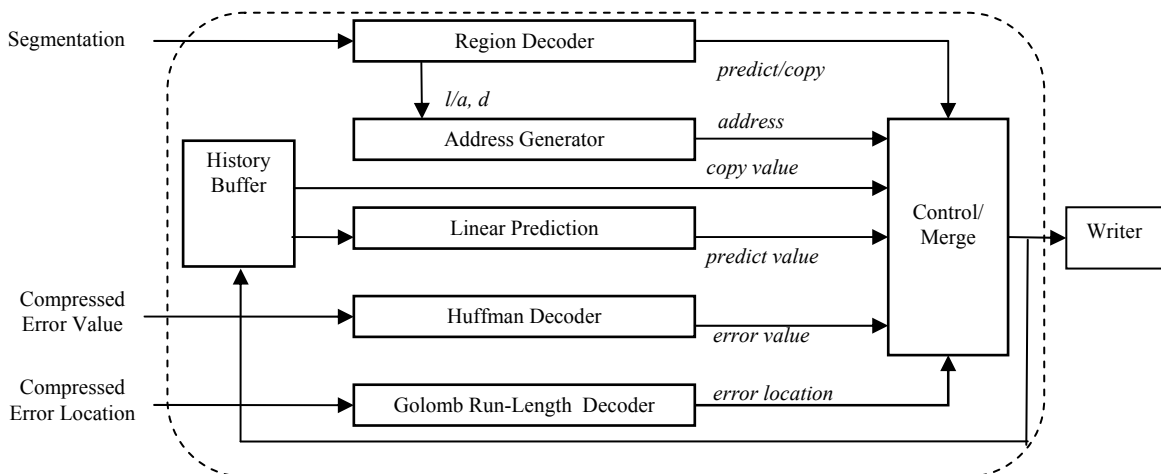 Segmentation
Region Decoder
predict/copy
l/a, d
Address Generator
address
History
Buffer
copy value
Control/
Merge
Writer
Linear Prediction
predict value
Compressed
Error Value
Huffman Decoder
error value
Compressed
Error Location
Golomb Run-Length Decoder
error location